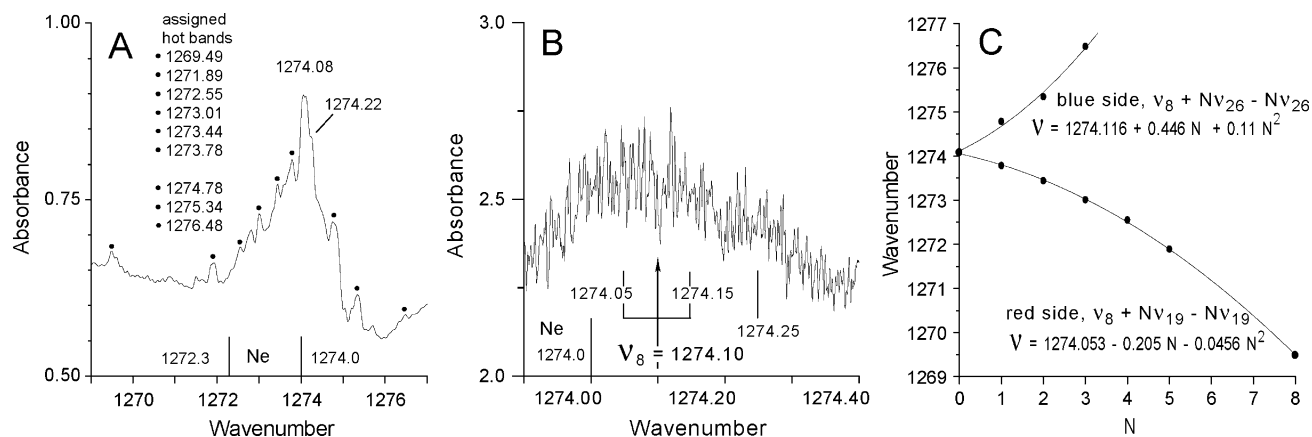 A
assigned
hot bands
• 1269.49
• 1271.89
• 1272.55
• 1273.01
• 1273.44
• 1273.78
• 1274.78
• 1275.34
• 1276.48
1274.08
1274.22
1272.3
Ne
1274.0
1.00
0.75
0.50
Absorbance
1270
1272
1274
1276
Wavenumber
B
3.0
2.5
2.0
Absorbance
1274.05
1274.15
1274.25
Ne
1274.0
ν8 = 1274.10
1274.00
1274.20
1274.40
Wavenumber
C
1277
1276
1275
1274
1273
1272
1271
1270
1269
Wavenumber
blue side, ν8 + Nν26 - Nν26
ν = 1274.116 + 0.446 N + 0.11 N²
red side, ν8 + Nν19 - Nν19
ν = 1274.053 - 0.205 N - 0.0456 N²
0 1 2 3 4 5 6 7 8
N